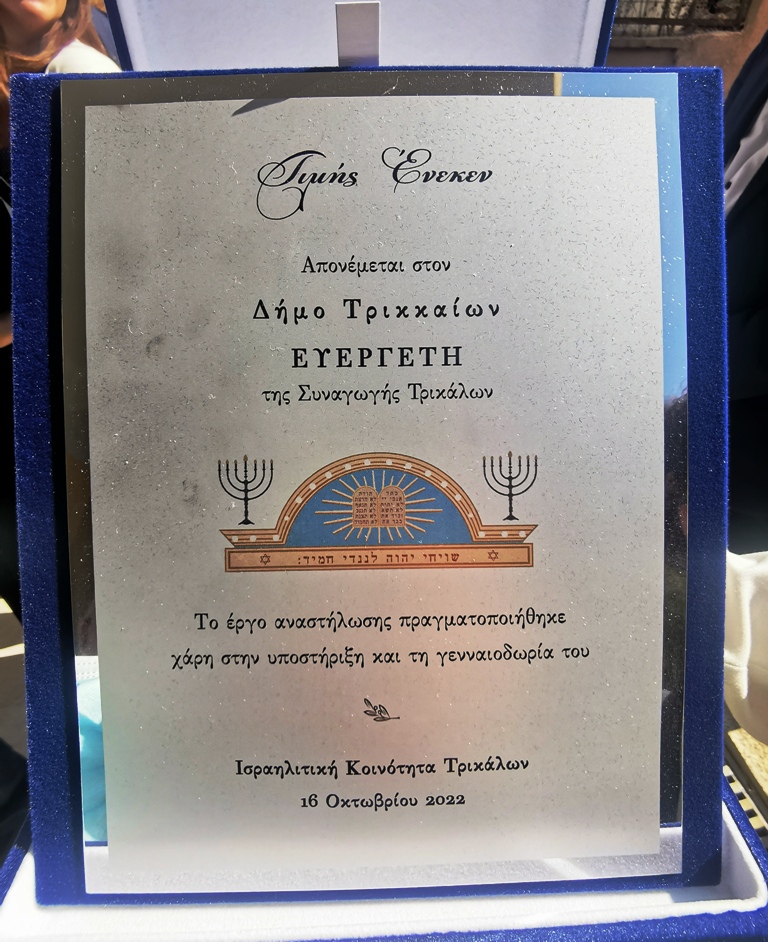 Τιμής Ένεκεν
Απονέμεται στον
Δήμο Τρικκαίων
ΕΥΕΡΓΕΤΗ
της Συναγωγής Τρικάλων
שויתי יהוה לנגדי תמיד:
Το έργο αναστήλωσης πραγματοποιήθηκε
χάρη στην υποστήριξη και τη γενναιοδωρία του
Ισραηλιτική Κοινότητα Τρικάλων
16 Οκτωβρίου 2022